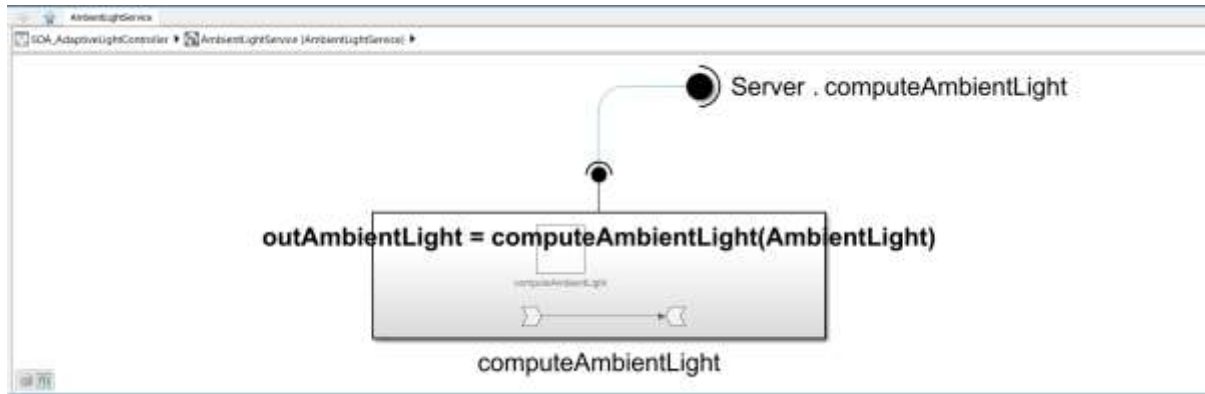 AmbientLightService
SOA_AdaptiveLightController AmbientLightService (AmbientLightService)
Server . computeAmbientLight
outAmbientLight = computeAmbientLight(AmbientLight)
computeAmbientLight
computeAmbientLight